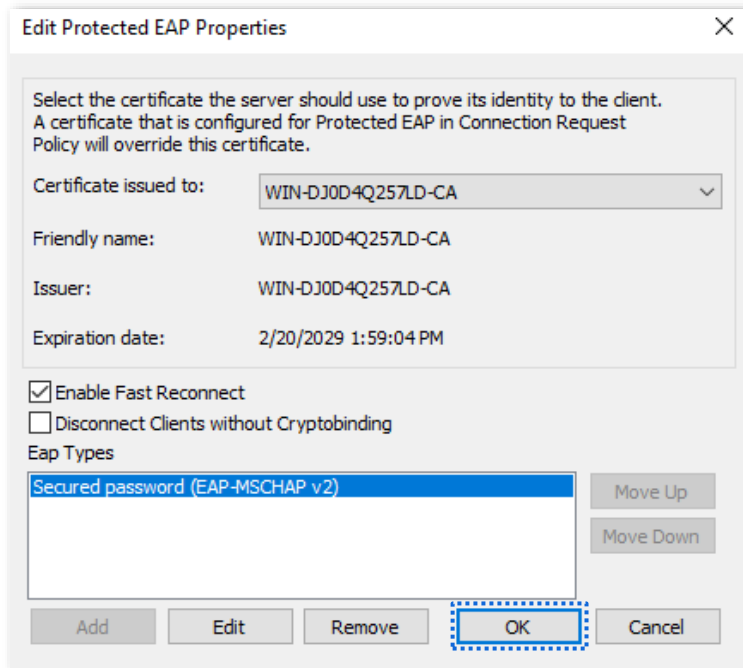 Edit Protected EAP Properties
Select the certificate the server should use to prove its identity to the client.
A certificate that is configured for Protected EAP in Connection Request
Policy will override this certificate.
Certificate issued to:
WIN-DJ0D4Q257LD-CA
Friendly name:
WIN-DJ0D4Q257LD-CA
Issuer:
WIN-DJ0D4Q257LD-CA
Expiration date:
2/20/2029 1:59:04 PM
Enable Fast Reconnect
Disconnect Clients without Cryptobinding
Eap Types
Secured password (EAP-MSCHAP v2)
Move Up
Move Down
Add
Edit
Remove
OK
Cancel